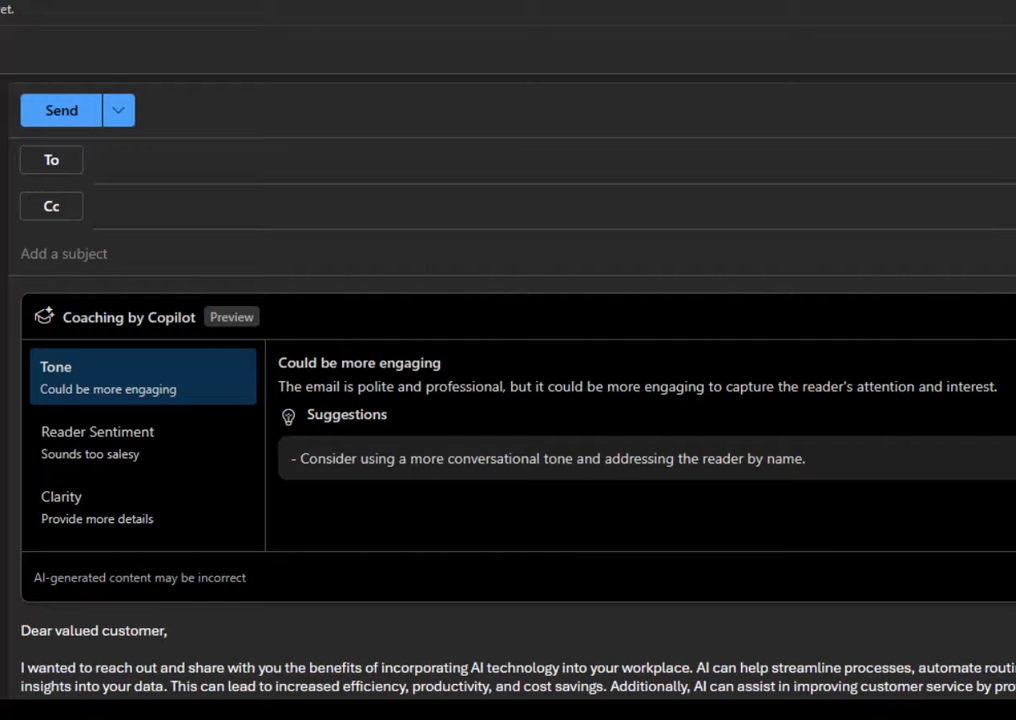 et.
Send
To
Cc
Add a subject
Coaching by Copilot Preview
Tone
Could be more engaging
Reader Sentiment
Sounds too salesy
Clarity
Provide more details
Could be more engaging
The email is polite and professional, but it could be more engaging to capture the reader's attention and interest.
Suggestions
- Consider using a more conversational tone and addressing the reader by name.
AI-generated content may be incorrect
Dear valued customer,
I wanted to reach out and share with you the benefits of incorporating AI technology into your workplace. AI can help streamline processes, automate routi
insights into your data. This can lead to increased efficiency, productivity, and cost savings. Additionally, AI can assist in improving customer service by pro